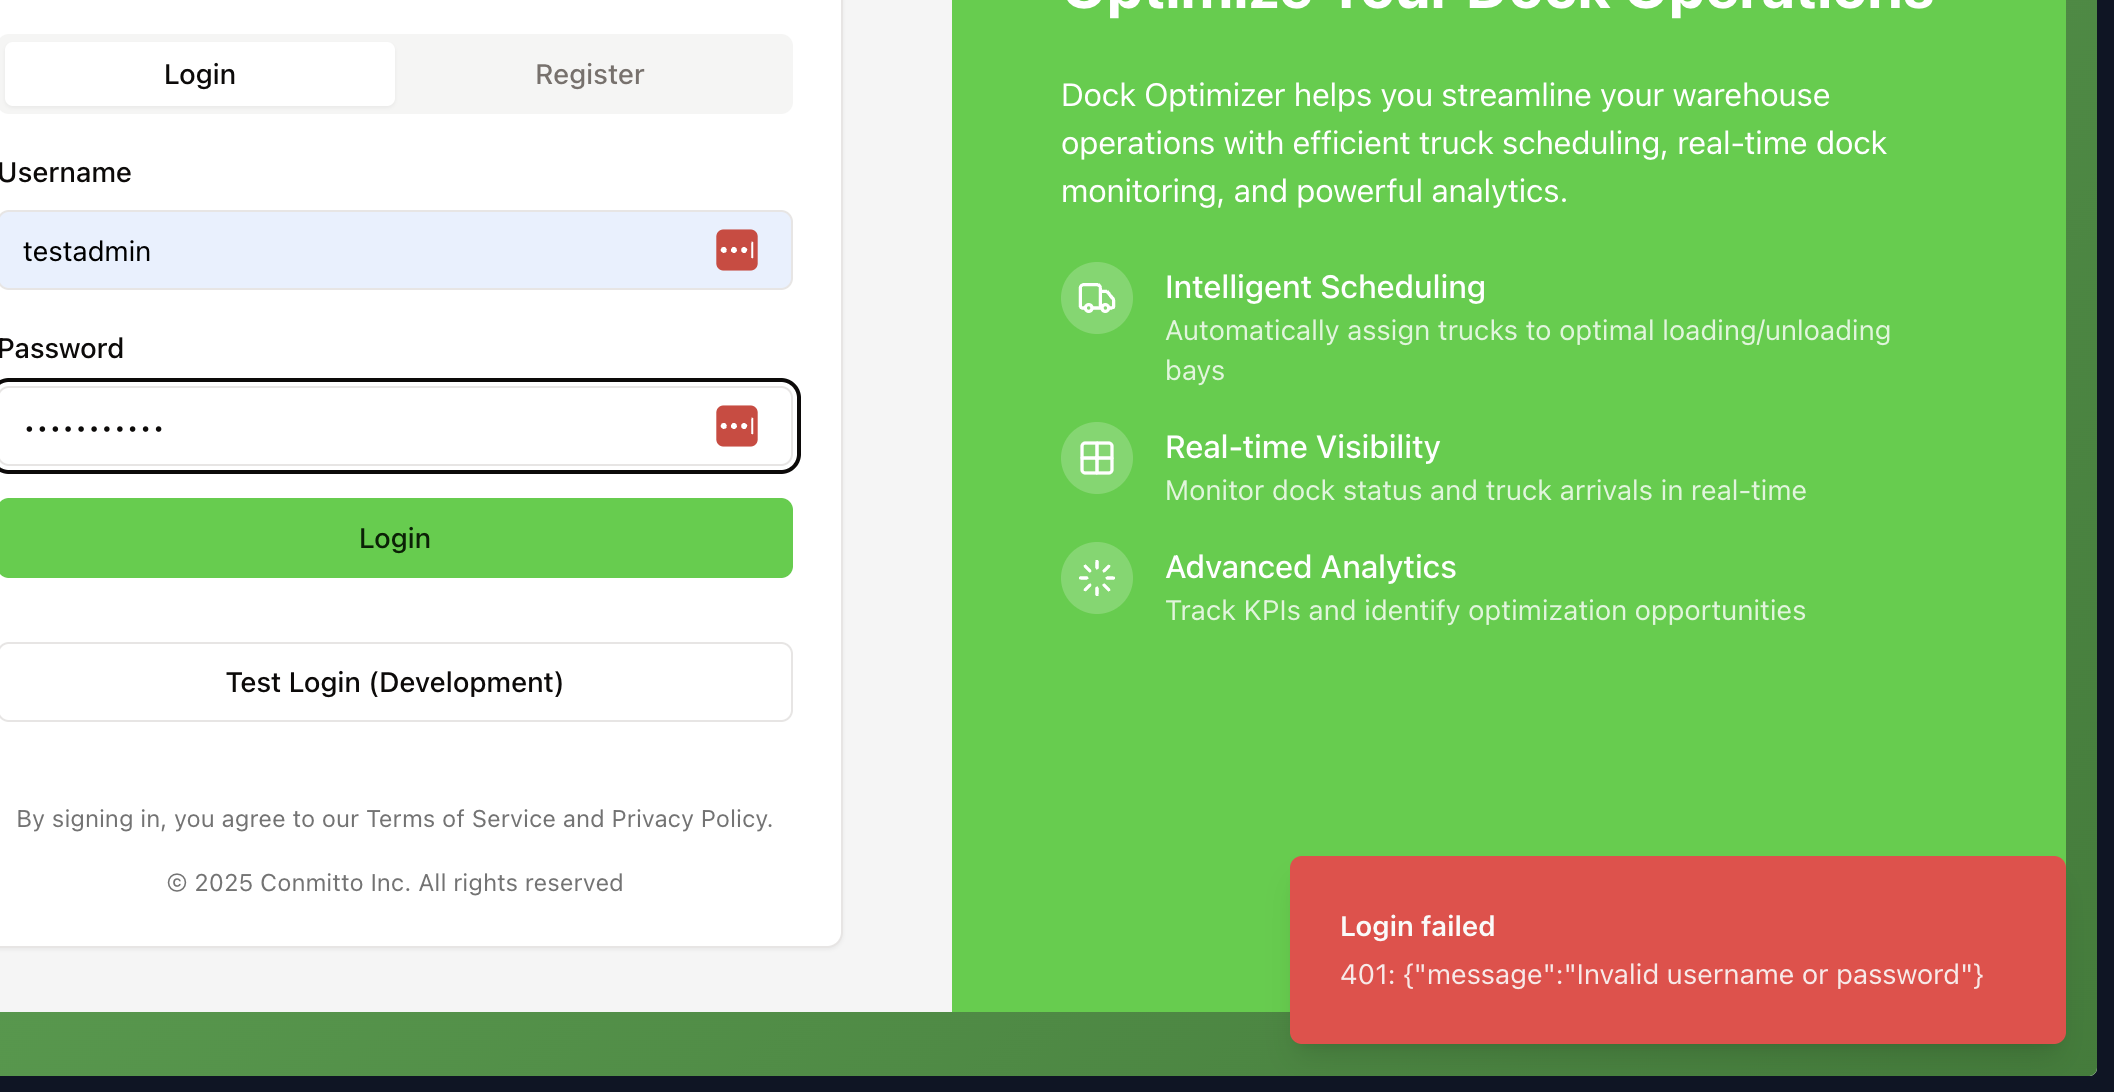 Login
Register
Username
testadmin
Password
•••••••••••
Login
Test Login (Development)
By signing in, you agree to our Terms of Service and Privacy Policy.
© 2025 Conmitto Inc. All rights reserved
Optimize Your Dock Operations
Dock Optimizer helps you streamline your warehouse
operations with efficient truck scheduling, real-time dock
monitoring, and powerful analytics.
Intelligent Scheduling
Automatically assign trucks to optimal loading/unloading
bays
Real-time Visibility
Monitor dock status and truck arrivals in real-time
Advanced Analytics
Track KPIs and identify optimization opportunities
Login failed
401: {"message":"Invalid username or password"}